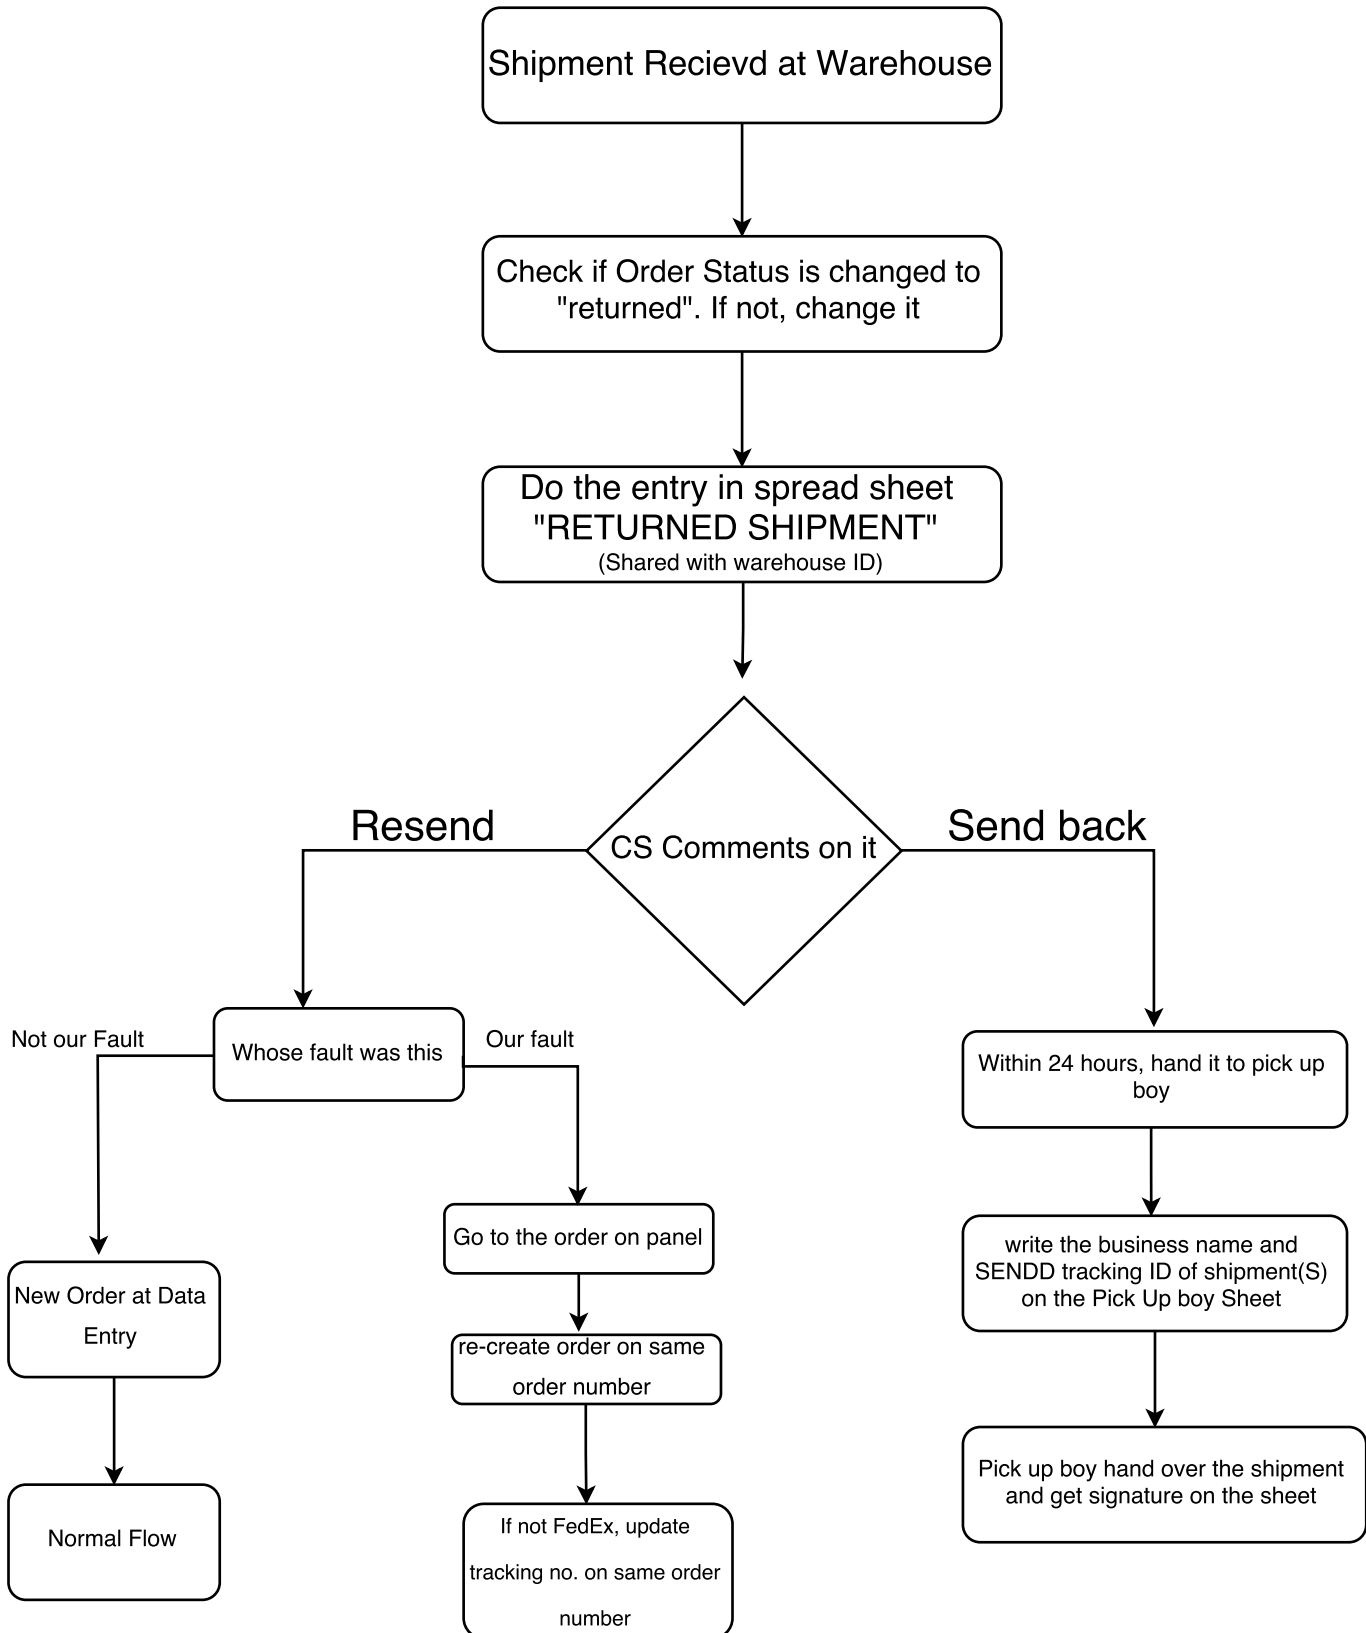 Shipment Recievd at Warehouse
Check if Order Status is changed to
"returned". If not, change it
Do the entry in spread sheet
"RETURNED SHIPMENT"
(Shared with warehouse ID)
Resend
CS Comments on it
Send back
Not our Fault
Whose fault was this
Our fault
Within 24 hours, hand it to pick up
boy
Go to the order on panel
write the business name and
SENDD tracking ID of shipment(S)
on the Pick Up boy Sheet
New Order at Data
Entry
re-create order on same
order number
Pick up boy hand over the shipment
and get signature on the sheet
Normal Flow
If not FedEx, update
tracking no. on same order
number